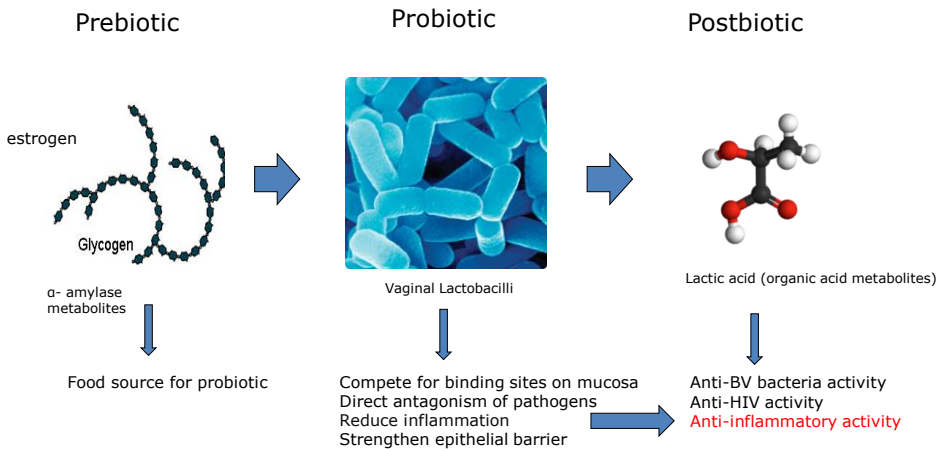 Prebiotic
Probiotic
Postbiotic
estrogen
Glycogen
α- amylase
metabolites
Vaginal Lactobacilli
Lactic acid (organic acid metabolites)
Food source for probiotic
Compete for binding sites on mucosa
Direct antagonism of pathogens
Reduce inflammation
Strengthen epithelial barrier
Anti-BV bacteria activity
Anti-HIV activity
Anti-inflammatory activity